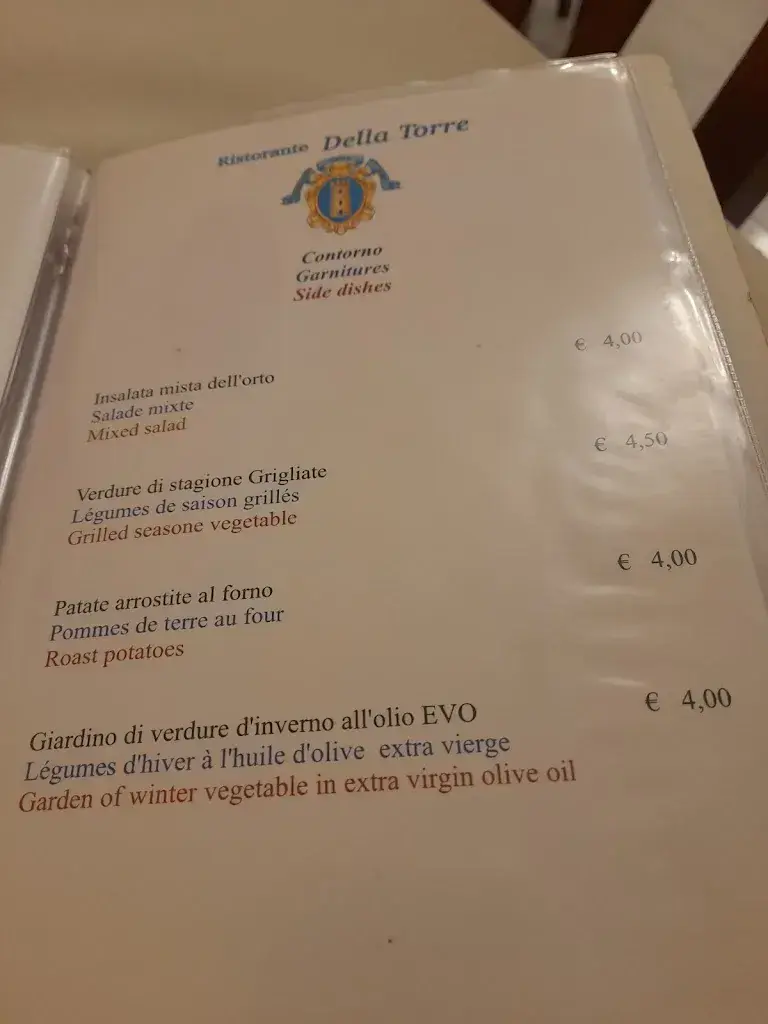 Ristorante Della Torre
Contorno
Garnitures
Side dishes
Insalata mista dell'orto € 4,00
Salade mixte
Mixed salad
Verdure di stagione Grigliate € 4,50
Légumes de saison grillés
Grilled seasone vegetable
Patate arrostite al forno € 4,00
Pommes de terre au four
Roast potatoes
Giardino di verdure d'inverno all'olio EVO € 4,00
Légumes d'hiver à l'huile d'olive extra vierge
Garden of winter vegetable in extra virgin olive oil